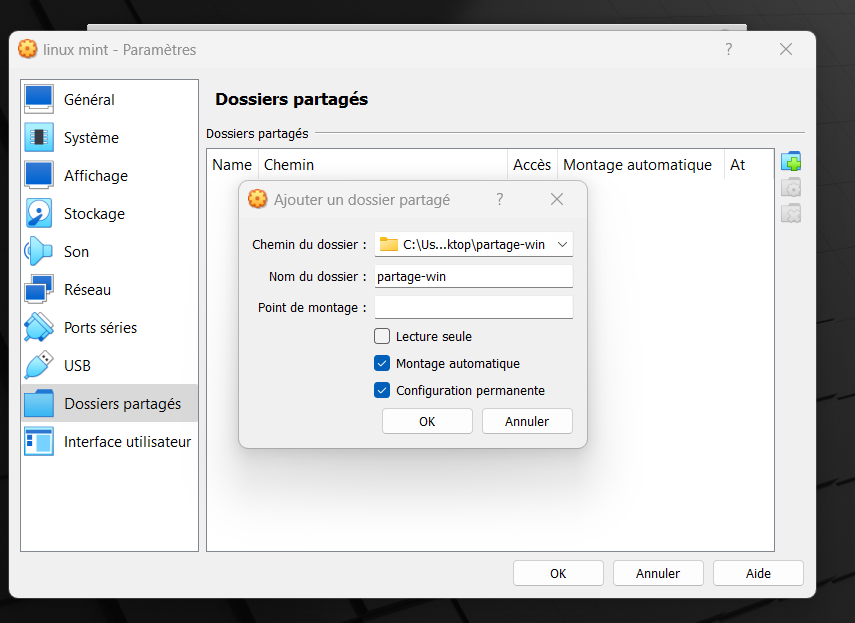 linux mint - Paramètres
?
Général
Système
Affichage
Stockage
Son
Réseau
Ports séries
USB
Dossiers partagés
Interface utilisateur
Dossiers partagés
Dossiers partagés
Name Chemin Accès Montage automatique At
Ajouter un dossier partagé ?
Chemin du dossier : C:\Us...ktop\partage-win
Nom du dossier : partage-win
Point de montage :
Lecture seule
Montage automatique
Configuration permanente
OK Annuler
OK Annuler Aide